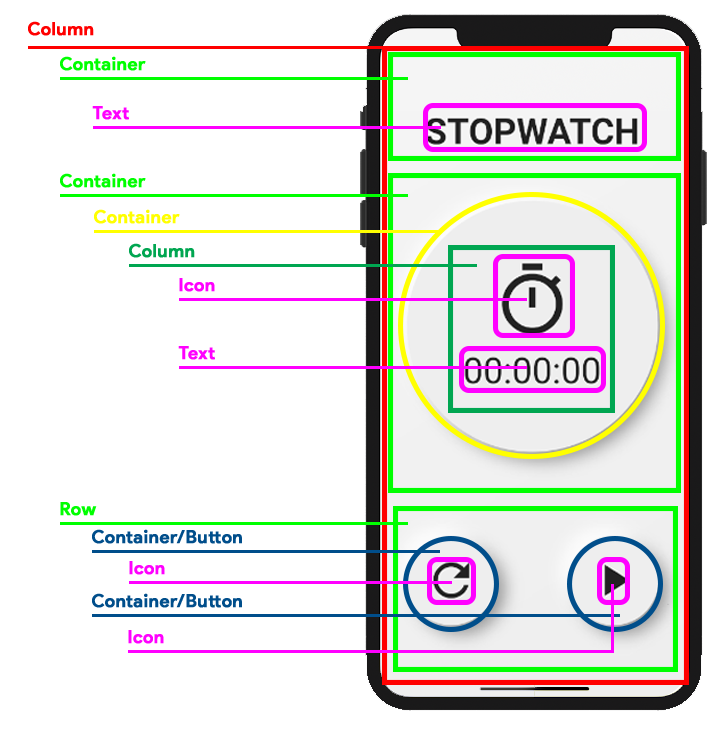 Column
Container
Text
STOPWATCH
Container
Container
Column
Icon
Text
00:00:00
Row
Container/Button
Icon
Container/Button
Icon